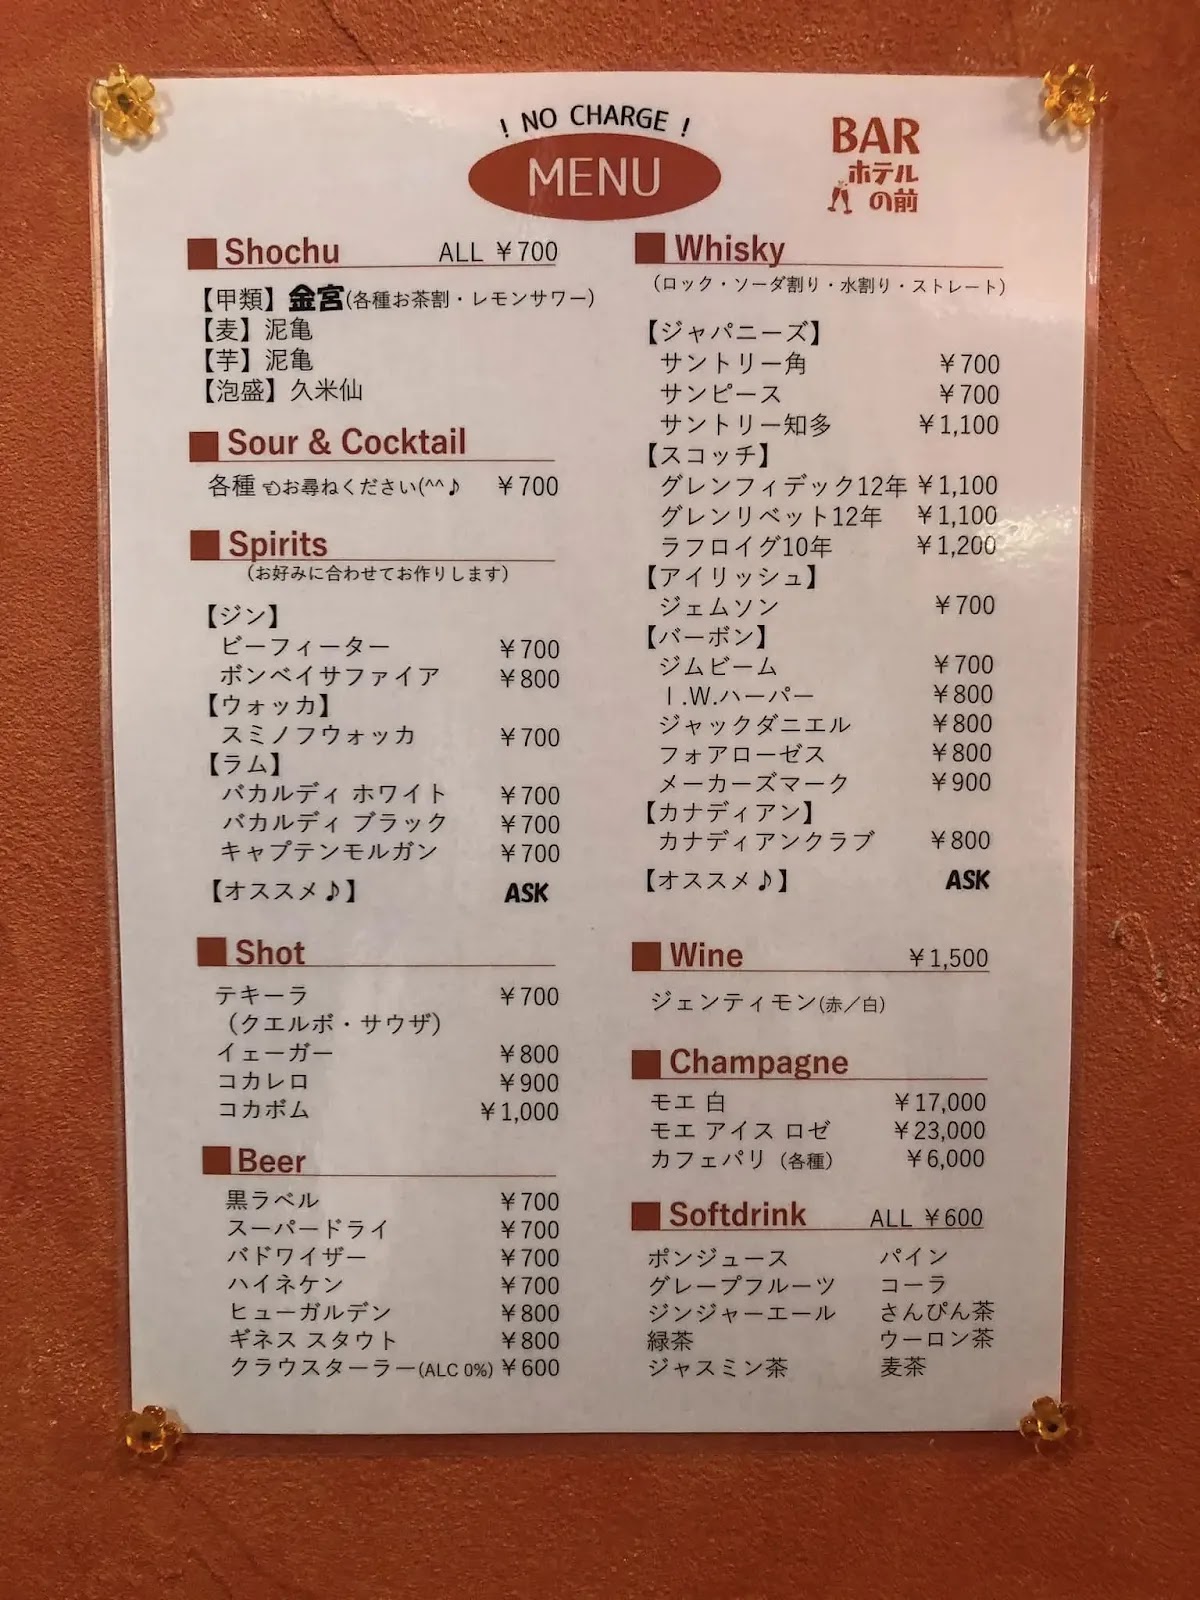 ! NO CHARGE !
MENU
BAR
ホテル
の前
Shochu ALL ¥700
【甲類】金宮(各種お茶割・レモンサワー)
【麦】泥亀
【芋】泥亀
【泡盛】久米仙
Sour & Cocktail
各種 👈お尋ねください(^^♪ ¥700
Spirits
(お好みに合わせてお作りします)
【ジン】
ビーフィーター ¥700
ボンベイサファイア ¥800
【ウォッカ】
スミノフウォッカ ¥700
【ラム】
バカルディ ホワイト ¥700
バカルディ ブラック ¥700
キャプテンモルガン ¥700
【オススメ♪】 ASK
Shot
テキーラ ¥700
(クエルボ・サウザ)
イェーガー ¥800
コカレロ ¥900
コカボム ¥1,000
Beer
黒ラベル ¥700
スーパードライ ¥700
バドワイザー ¥700
ハイネケン ¥700
ヒューガルデン ¥800
ギネス スタウト ¥800
クラウスターラー(ALC 0%) ¥600
Whisky
(ロック・ソーダ割り・水割り・ストレート)
【ジャパニーズ】
サントリー角 ¥700
サンピース ¥700
サントリー知多 ¥1,100
【スコッチ】
グレンフィデック12年 ¥1,100
グレンリベット12年 ¥1,100
ラフロイグ10年 ¥1,200
【アイリッシュ】
ジェムソン ¥700
【バーボン】
ジムビーム ¥700
I.W.ハーパー ¥800
ジャックダニエル ¥800
フォアローゼス ¥800
メーカーズマーク ¥900
【カナディアン】
カナディアンクラブ ¥800
【オススメ♪】 ASK
Wine ¥1,500
ジェンティモン(赤／白)
Champagne
モエ 白 ¥17,000
モエ アイス ロゼ ¥23,000
カフェパリ (各種) ¥6,000
Softdrink ALL ¥600
ポンジュース パイン
グレープフルーツ コーラ
ジンジャーエール さんぴん茶
緑茶 ウーロン茶
ジャスミン茶 麦茶